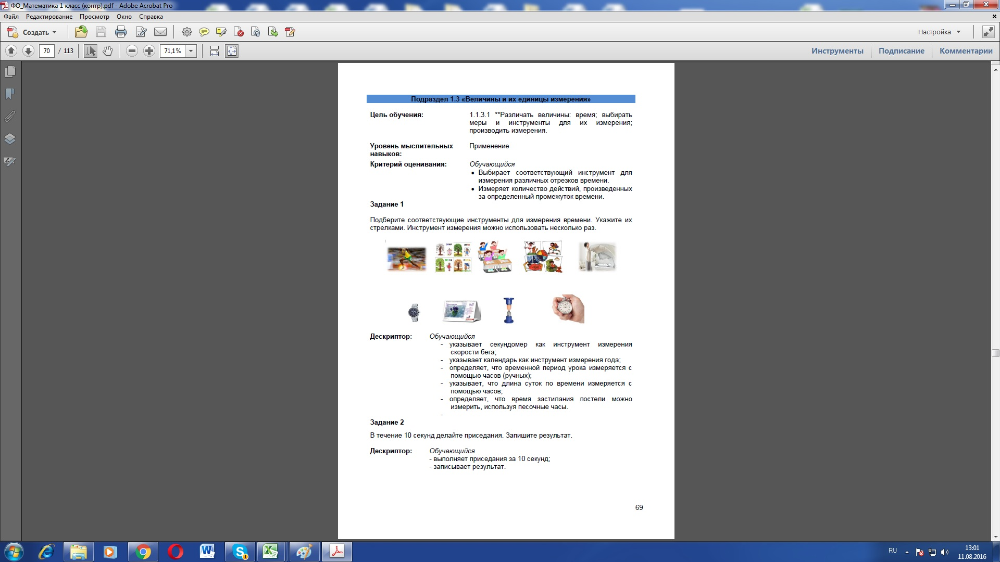 ФО_Математика 1 класс (контр).pdf - Adobe Acrobat Pro
Файл Редактирование Просмотр Окно Справка
Создать
Настройка
70 / 113 71,1%
Инструменты Подписание Комментарии
Подраздел 1.3 «Величины и их единицы измерения»
Цель обучения: 1.1.3.1 **Различать величины: время; выбирать
меры и инструменты для их измерения;
производить измерения.
Уровень мыслительных Применение
навыков:
Критерий оценивания: Обучающийся
• Выбирает соответствующий инструмент для
измерения различных отрезков времени.
• Измеряет количество действий, произведенных
за определенный промежуток времени.
Задание 1
Подберите соответствующие инструменты для измерения времени. Укажите их
стрелками. Инструмент измерения можно использовать несколько раз.
ЗИМА ЛЕТО
Дескриптор: Обучающийся
- указывает секундомер как инструмент измерения
скорости бега;
- указывает календарь как инструмент измерения года;
- определяет, что временной период урока измеряется с
помощью часов (ручных);
- указывает, что длина суток по времени измеряется с
помощью часов;
- определяет, что время застилания постели можно
измерить, используя песочные часы.
-
Задание 2
В течение 10 секунд делайте приседания. Запишите результат.
Дескриптор: Обучающийся
- выполняет приседания за 10 секунд;
- записывает результат.
69
RU
13:01
11.08.2016